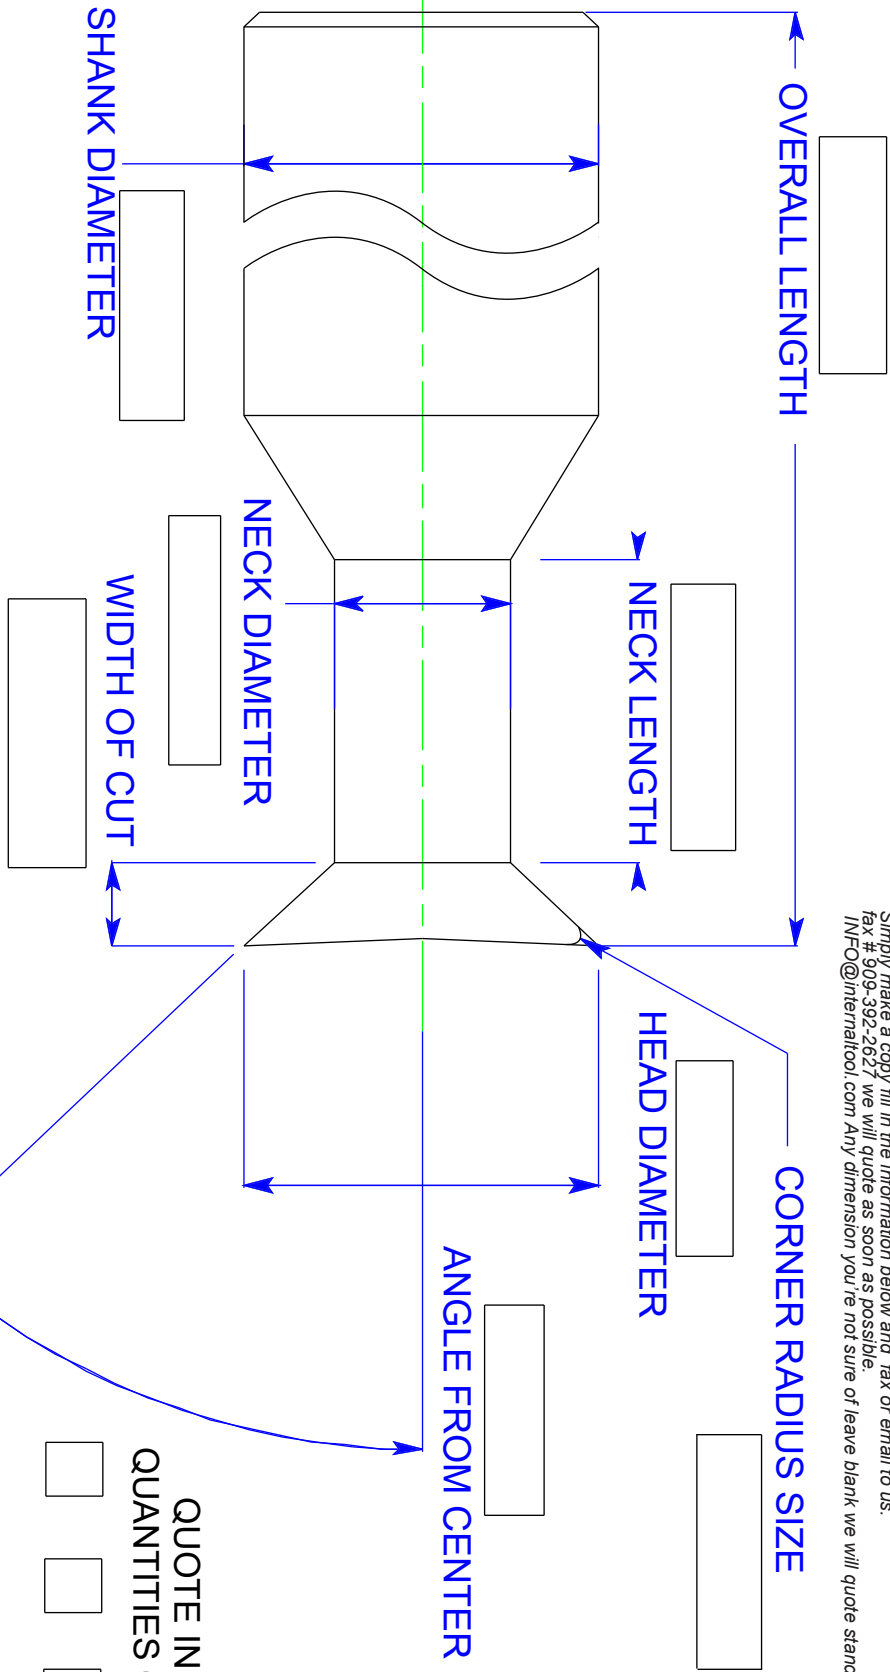 Simply make a copy fill in the information below and fax or email to us.
fax # 909-392-2627 we will quote as soon as possible.
INFO@internaltool.com Any dimension you're not sure of leave blank we will quote
OVERALL LENGTH
CORNER RADIUS SIZE
NECK LENGTH
HEAD DIAMETER
ANGLE FROM CENTER
NECK DIAMETER
SHANK DIAMETER
WIDTH OF CUT
QUOTE IN
QUANTITIES